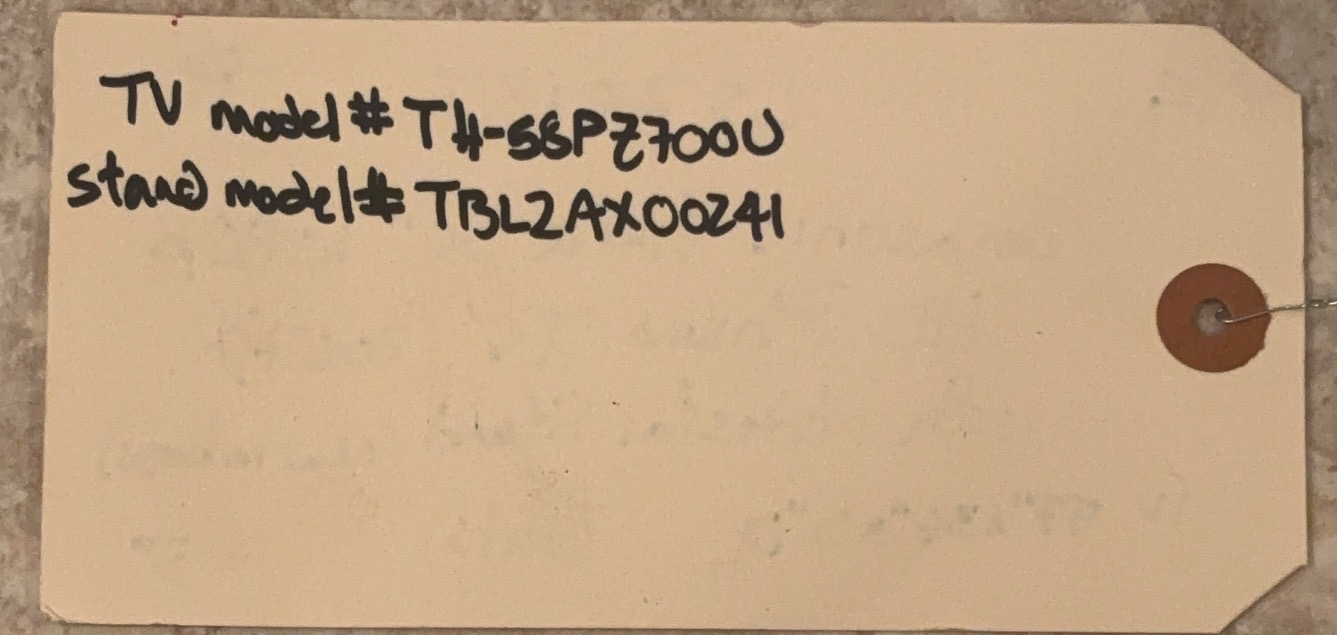 TV model# TH-58PZ700U
Stand model# TBL2AX00241